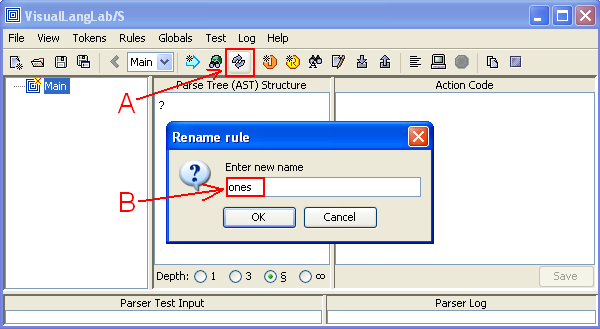 VisualLangLab/S
File View Tokens Rules Globals Test Log Help
Main
A
Main
Parse Tree (AST) Structure
Action Code
?
Rename rule
Enter new name
B
ones
OK Cancel
Depth: 1 3 § ∞
Save
Parser Test Input
Parser Log